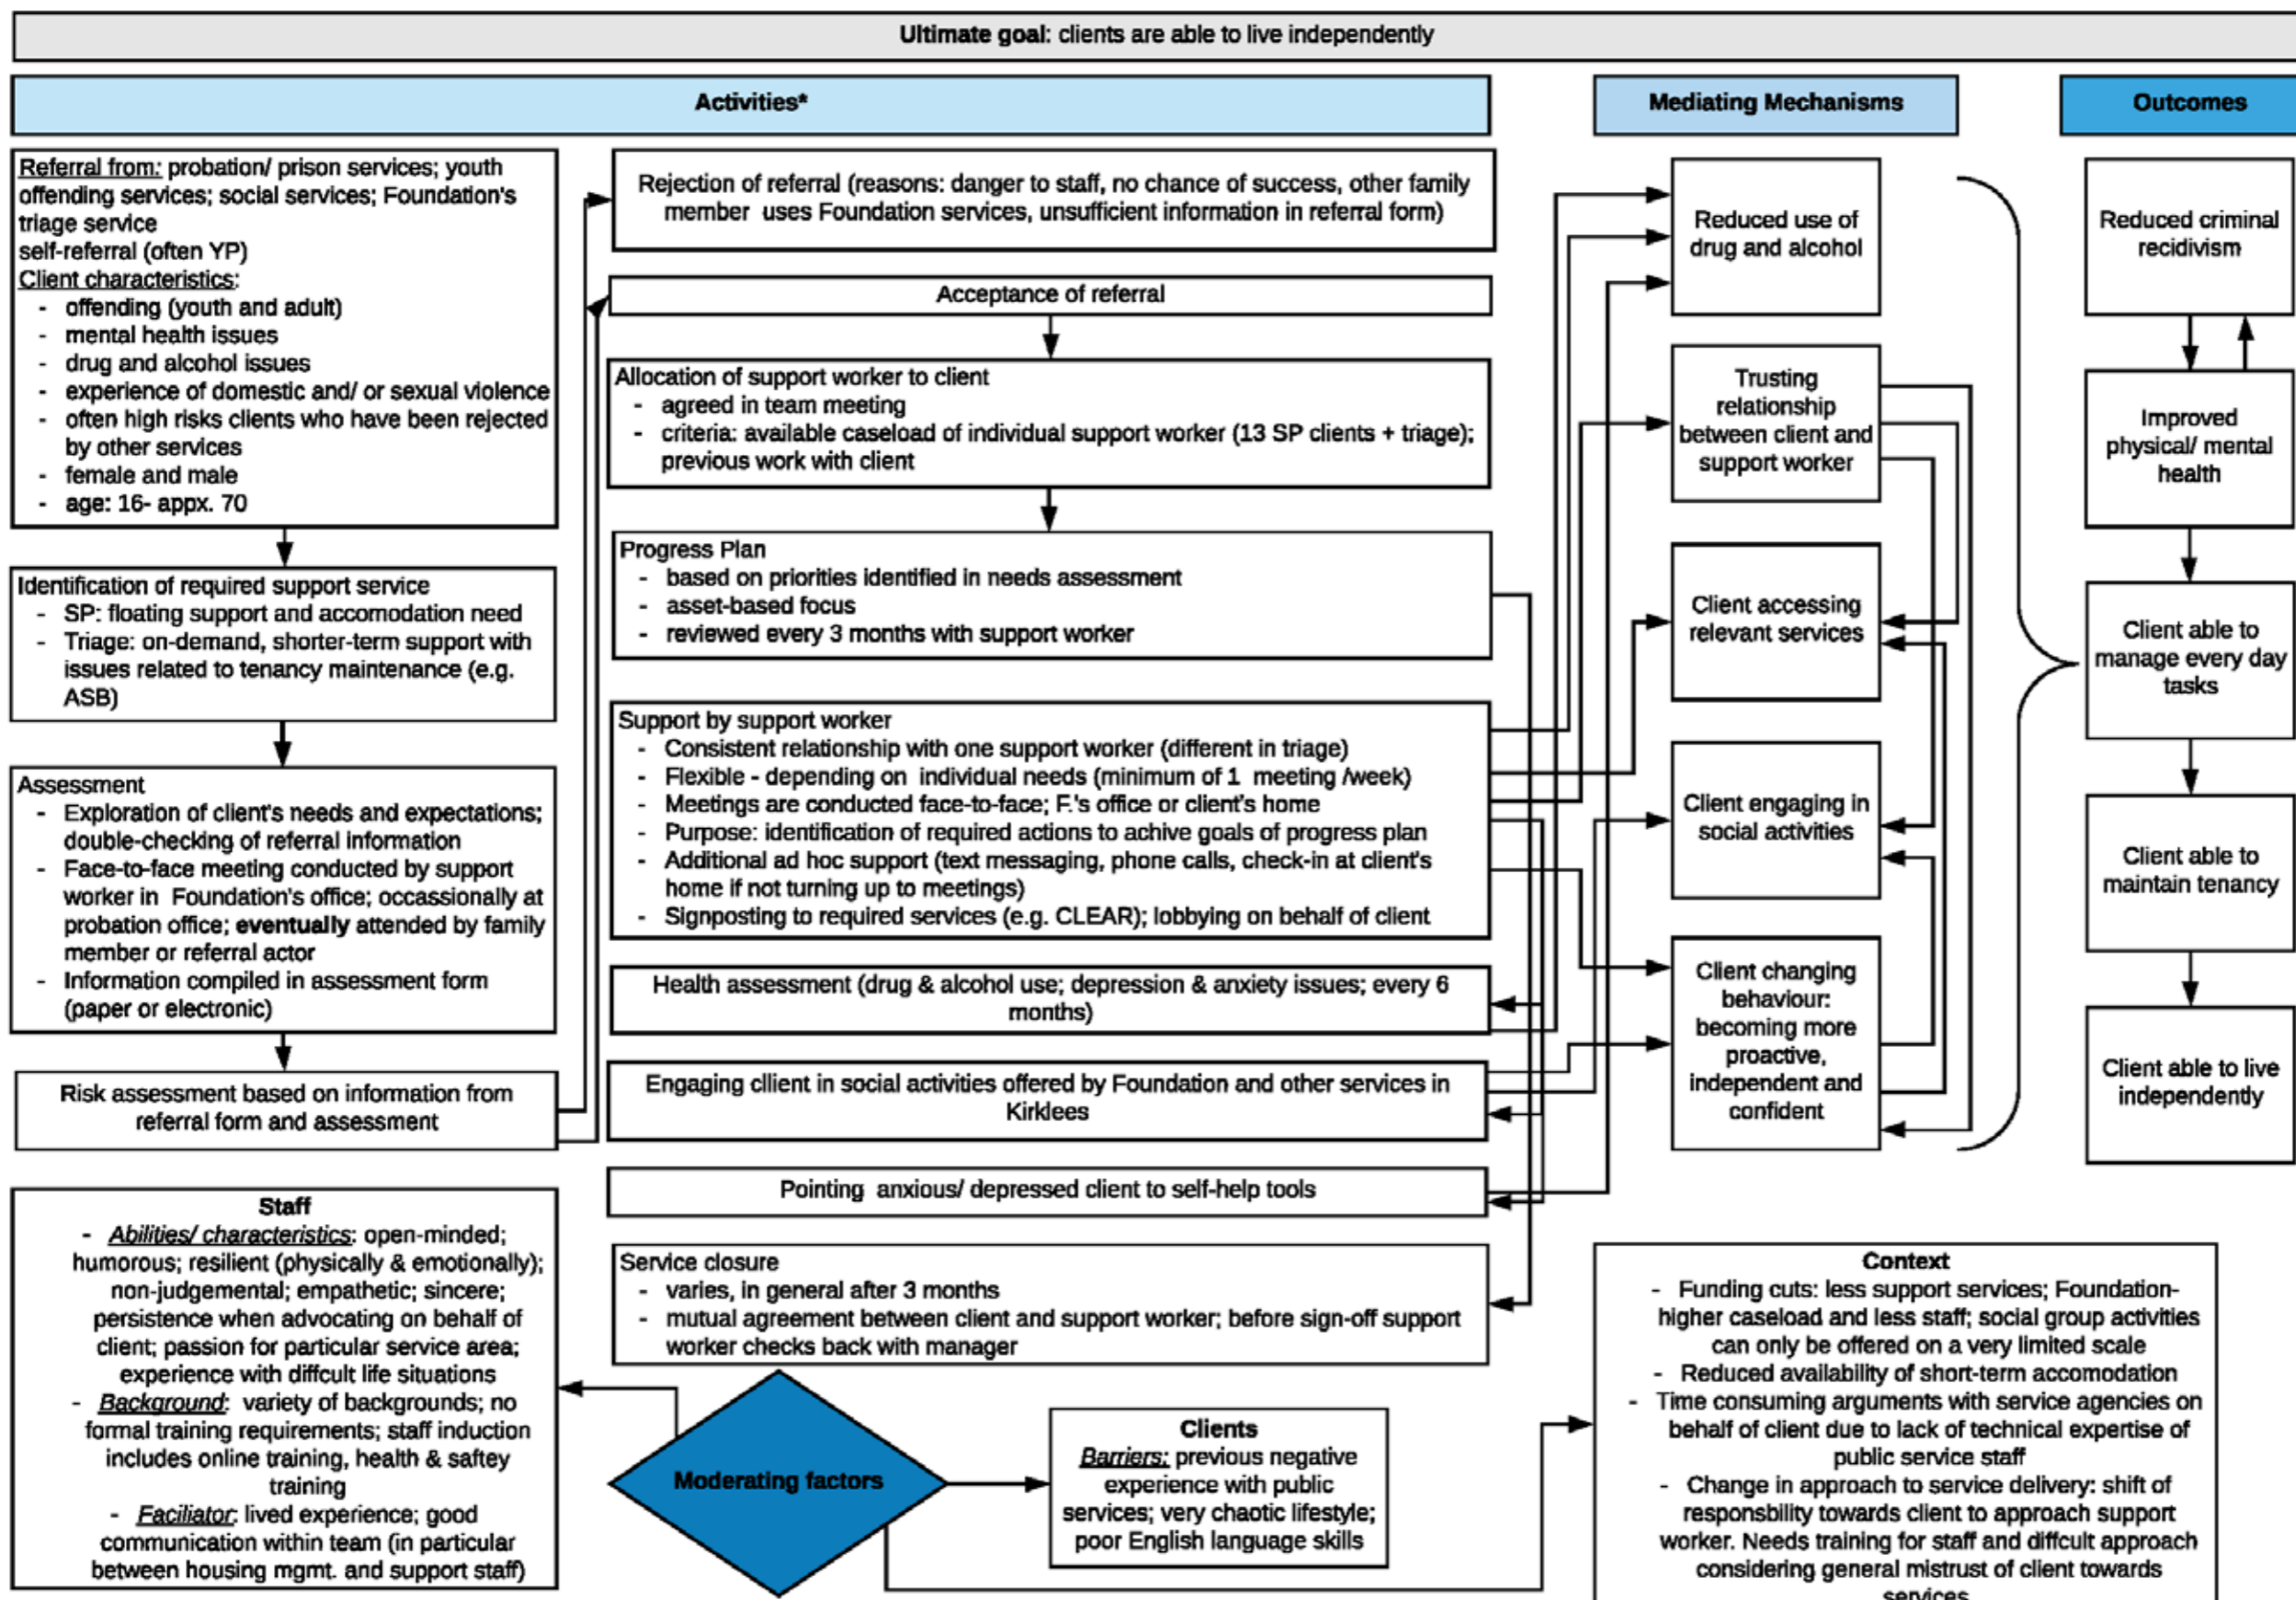 Ultimate goal: clients are able to live independently
Activities*
Mediating Mechanisms
Outcomes
Referral from: probation/ prison services; youth
offending services; social services; Foundation's
triage service
self-referral (often YP)
Client characteristics:
- offending (youth and adult)
- mental health issues
- drug and alcohol issues
- experience of domestic and/ or sexual violence
- often high risks clients who have been rejected
by other services
- female and male
- age: 16- appx. 70
Identification of required support service
- SP: floating support and accomodation need
- Triage: on-demand, shorter-term support with
issues related to tenancy maintenance (e.g.
ASB)
Assessment
- Exploration of client's needs and expectations;
double-checking of referral information
- Face-to-face meeting conducted by support
worker in Foundation's office; occassionally at
probation office; eventually attended by family
member or referral actor
- Information compiled in assessment form
(paper or electronic)
Risk assessment based on information from
referral form and assessment
Rejection of referral (reasons: danger to staff, no chance of success, other family
member uses Foundation services, unsufficient information in referral form)
Acceptance of referral
Allocation of support worker to client
- agreed in team meeting
- criteria: available caseload of individual support worker (13 SP clients + triage);
previous work with client
Progress Plan
- based on priorities identified in needs assessment
- asset-based focus
- reviewed every 3 months with support worker
Support by support worker
- Consistent relationship with one support worker (different in triage)
- Flexible - depending on individual needs (minimum of 1 meeting /week)
- Meetings are conducted face-to-face; F.'s office or client's home
- Purpose: identification of required actions to achive goals of progress plan
- Additional ad hoc support (text messaging, phone calls, check-in at client's
home if not turning up to meetings)
- Signposting to required services (e.g. CLEAR); lobbying on behalf of client
Health assessment (drug & alcohol use; depression & anxiety issues; every 6
months)
Engaging cllient in social activities offered by Foundation and other services in
Kirklees
Pointing anxious/ depressed client to self-help tools
Service closure
- varies, in general after 3 months
- mutual agreement between client and support worker; before sign-off support
worker checks back with manager
Reduced use of
drug and alcohol
Trusting
relationship
between client and
support worker
Client accessing
relevant services
Client engaging in
social activities
Client changing
behaviour:
becoming more
proactive,
independent and
confident
Reduced criminal
recidivism
Improved
physical/ mental
health
Client able to
manage every day
tasks
Client able to
maintain tenancy
Client able to live
independently
Staff
- Abilities/ characteristics: open-minded;
humorous; resilient (physically & emotionally);
non-judgemental; empathetic; sincere;
persistence when advocating on behalf of
client; passion for particular service area;
experience with diffcult life situations
- Background: variety of backgrounds; no
formal training requirements; staff induction
includes online training, health & saftey
training
- Faciliator: lived experience; good
communication within team (in particular
between housing mgmt. and support staff)
Moderating factors
Clients
Barriers: previous negative
experience with public
services; very chaotic lifestyle;
poor English language skills
Context
- Funding cuts: less support services; Foundation-
higher caseload and less staff; social group activities
can only be offered on a very limited scale
- Reduced availability of short-term accomodation
- Time consuming arguments with service agencies on
behalf of client due to lack of technical expertise of
public service staff
- Change in approach to service delivery: shift of
responsbility towards client to approach support
worker. Needs training for staff and diffcult approach
considering general mistrust of client towards
services